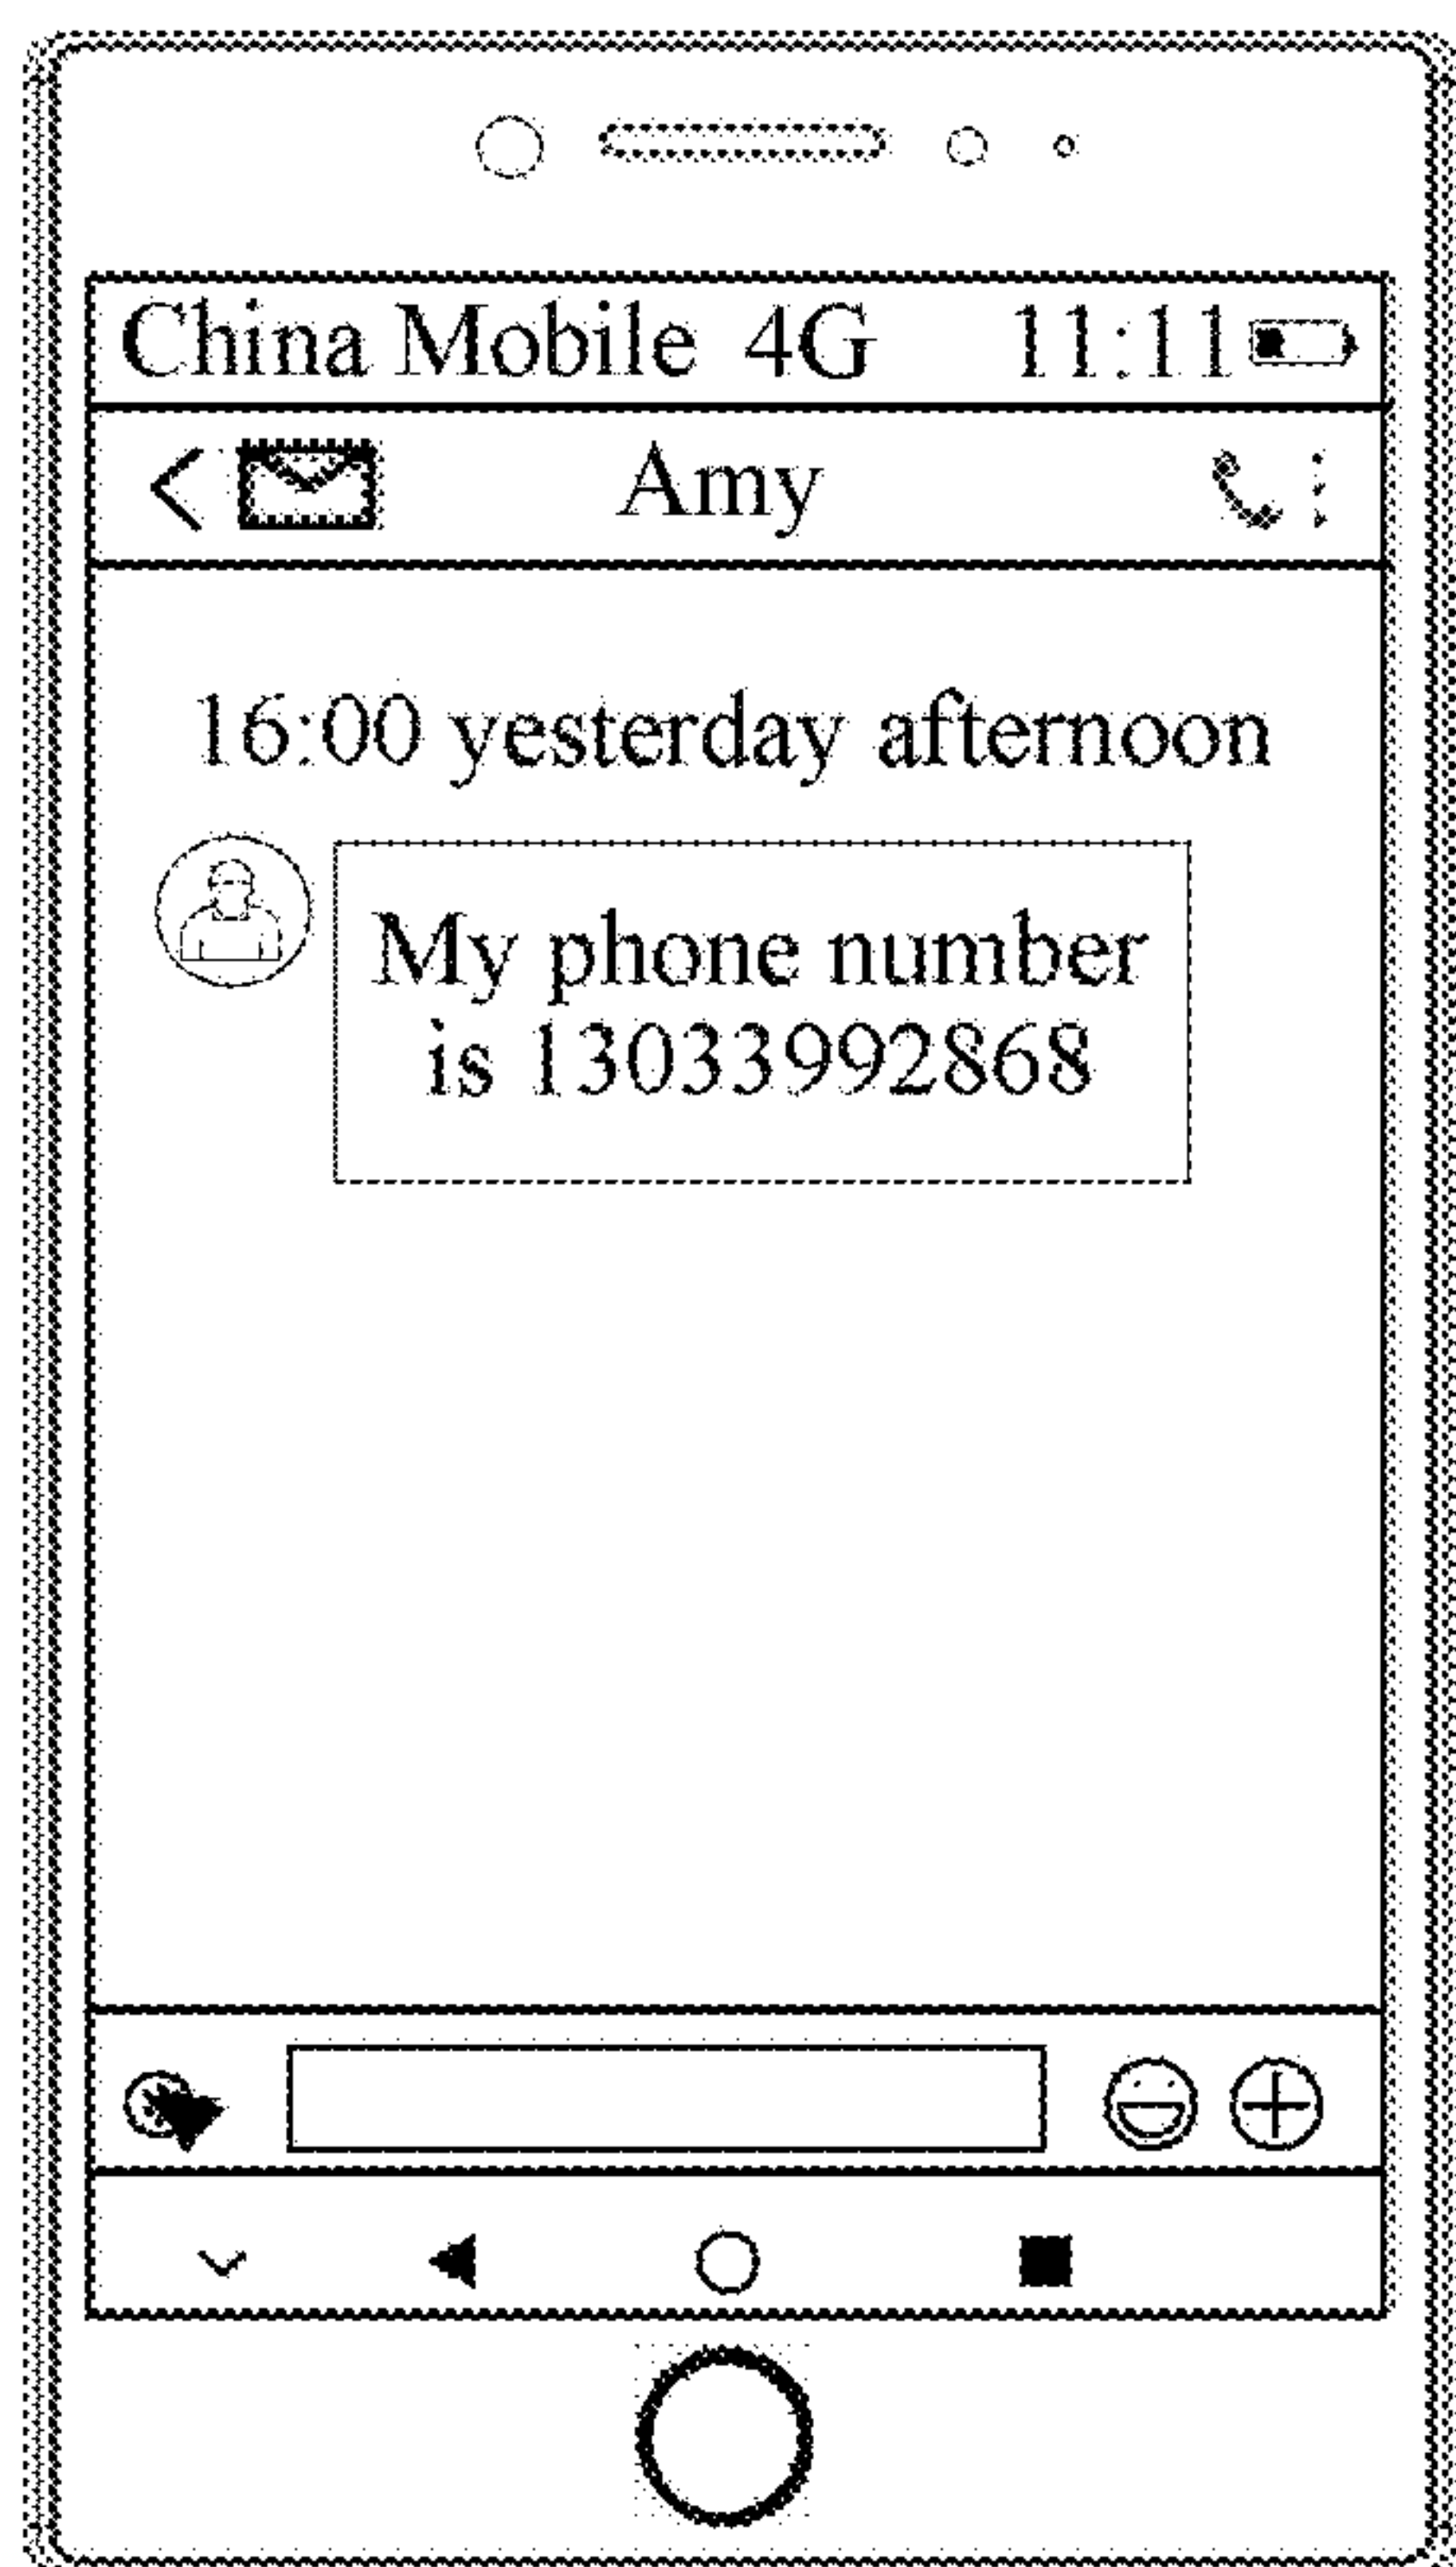 China Mobile 4G 11:11
Amy
16:00 yesterday afternoon
My phone number
is 13033992868